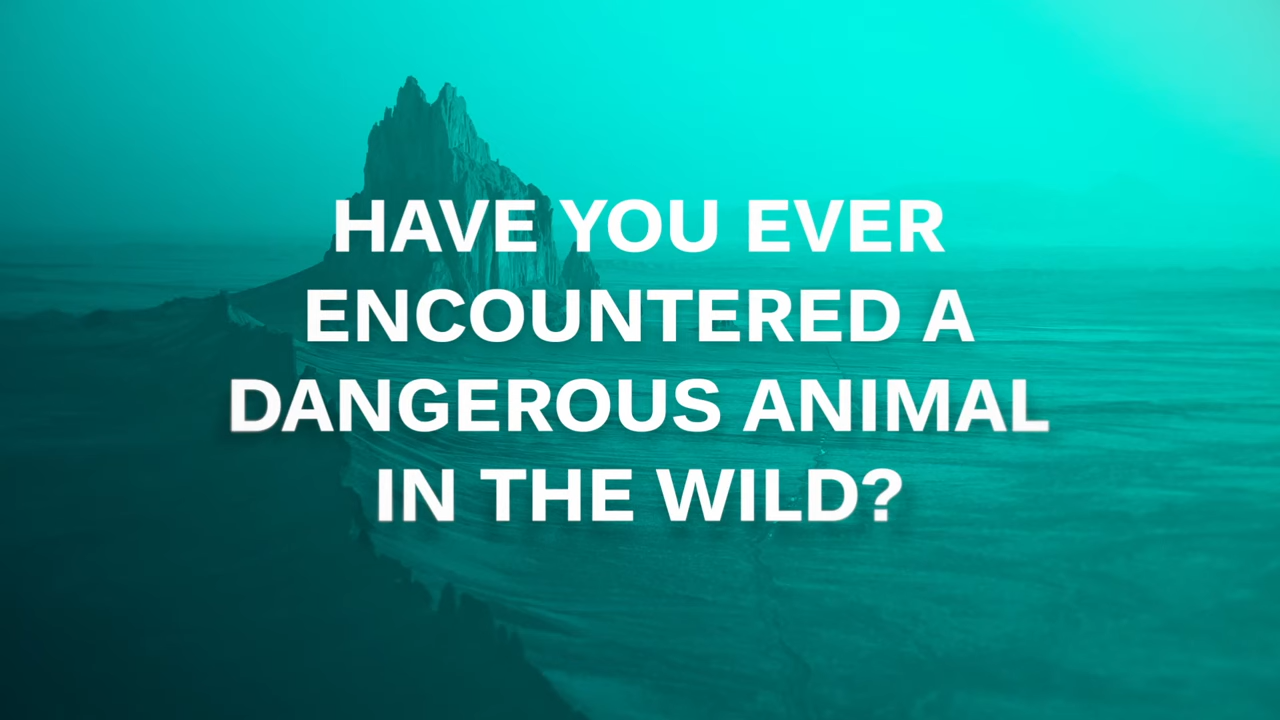 HAVE YOU EVER
ENCOUNTERED A
DANGEROUS ANIMAL
IN THE WILD?